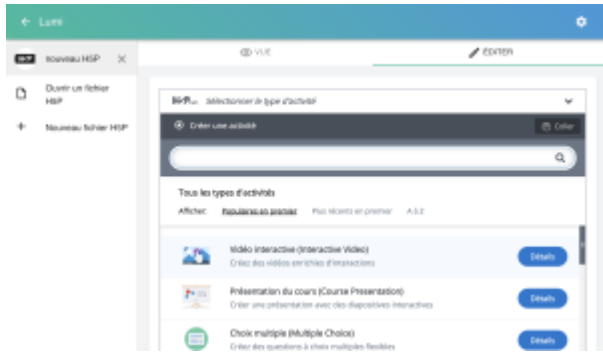 Lumi
nouveau H5P
Ouvrir un fichier
H5P
Nouveau fichier H5P
VUE
ÉDITER
H5P Sélectionner le type d'activité
Créer une activité
Coller
Tous les types d'activités
Afficher: Populaires en premier Plus récents en premier A à Z
Vidéo interactive (Interactive Video)
Créez des vidéos enrichies d'interactions
Détails
Présentation du cours (Course Presentation)
Créer une présentation avec des diapositives interactives
Détails
Choix multiple (Multiple Choice)
Créer des questions à choix multiples flexibles
Détails